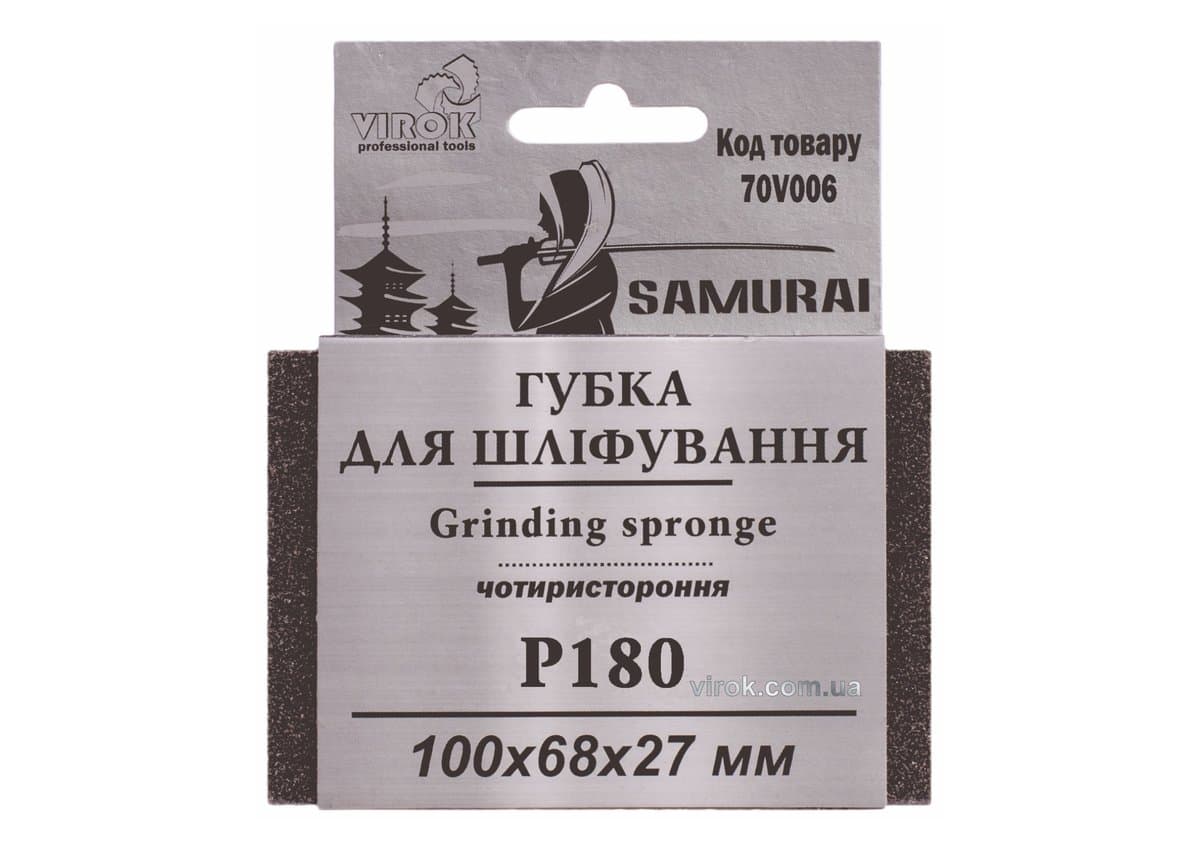 VIROK
professional tools
Код товару
70V006
SAMURAI
ГУБКА
ДЛЯ ШЛІФУВАННЯ
Grinding spronge
чотиристороння
P180
virok.com.ua
100x68x27 мм